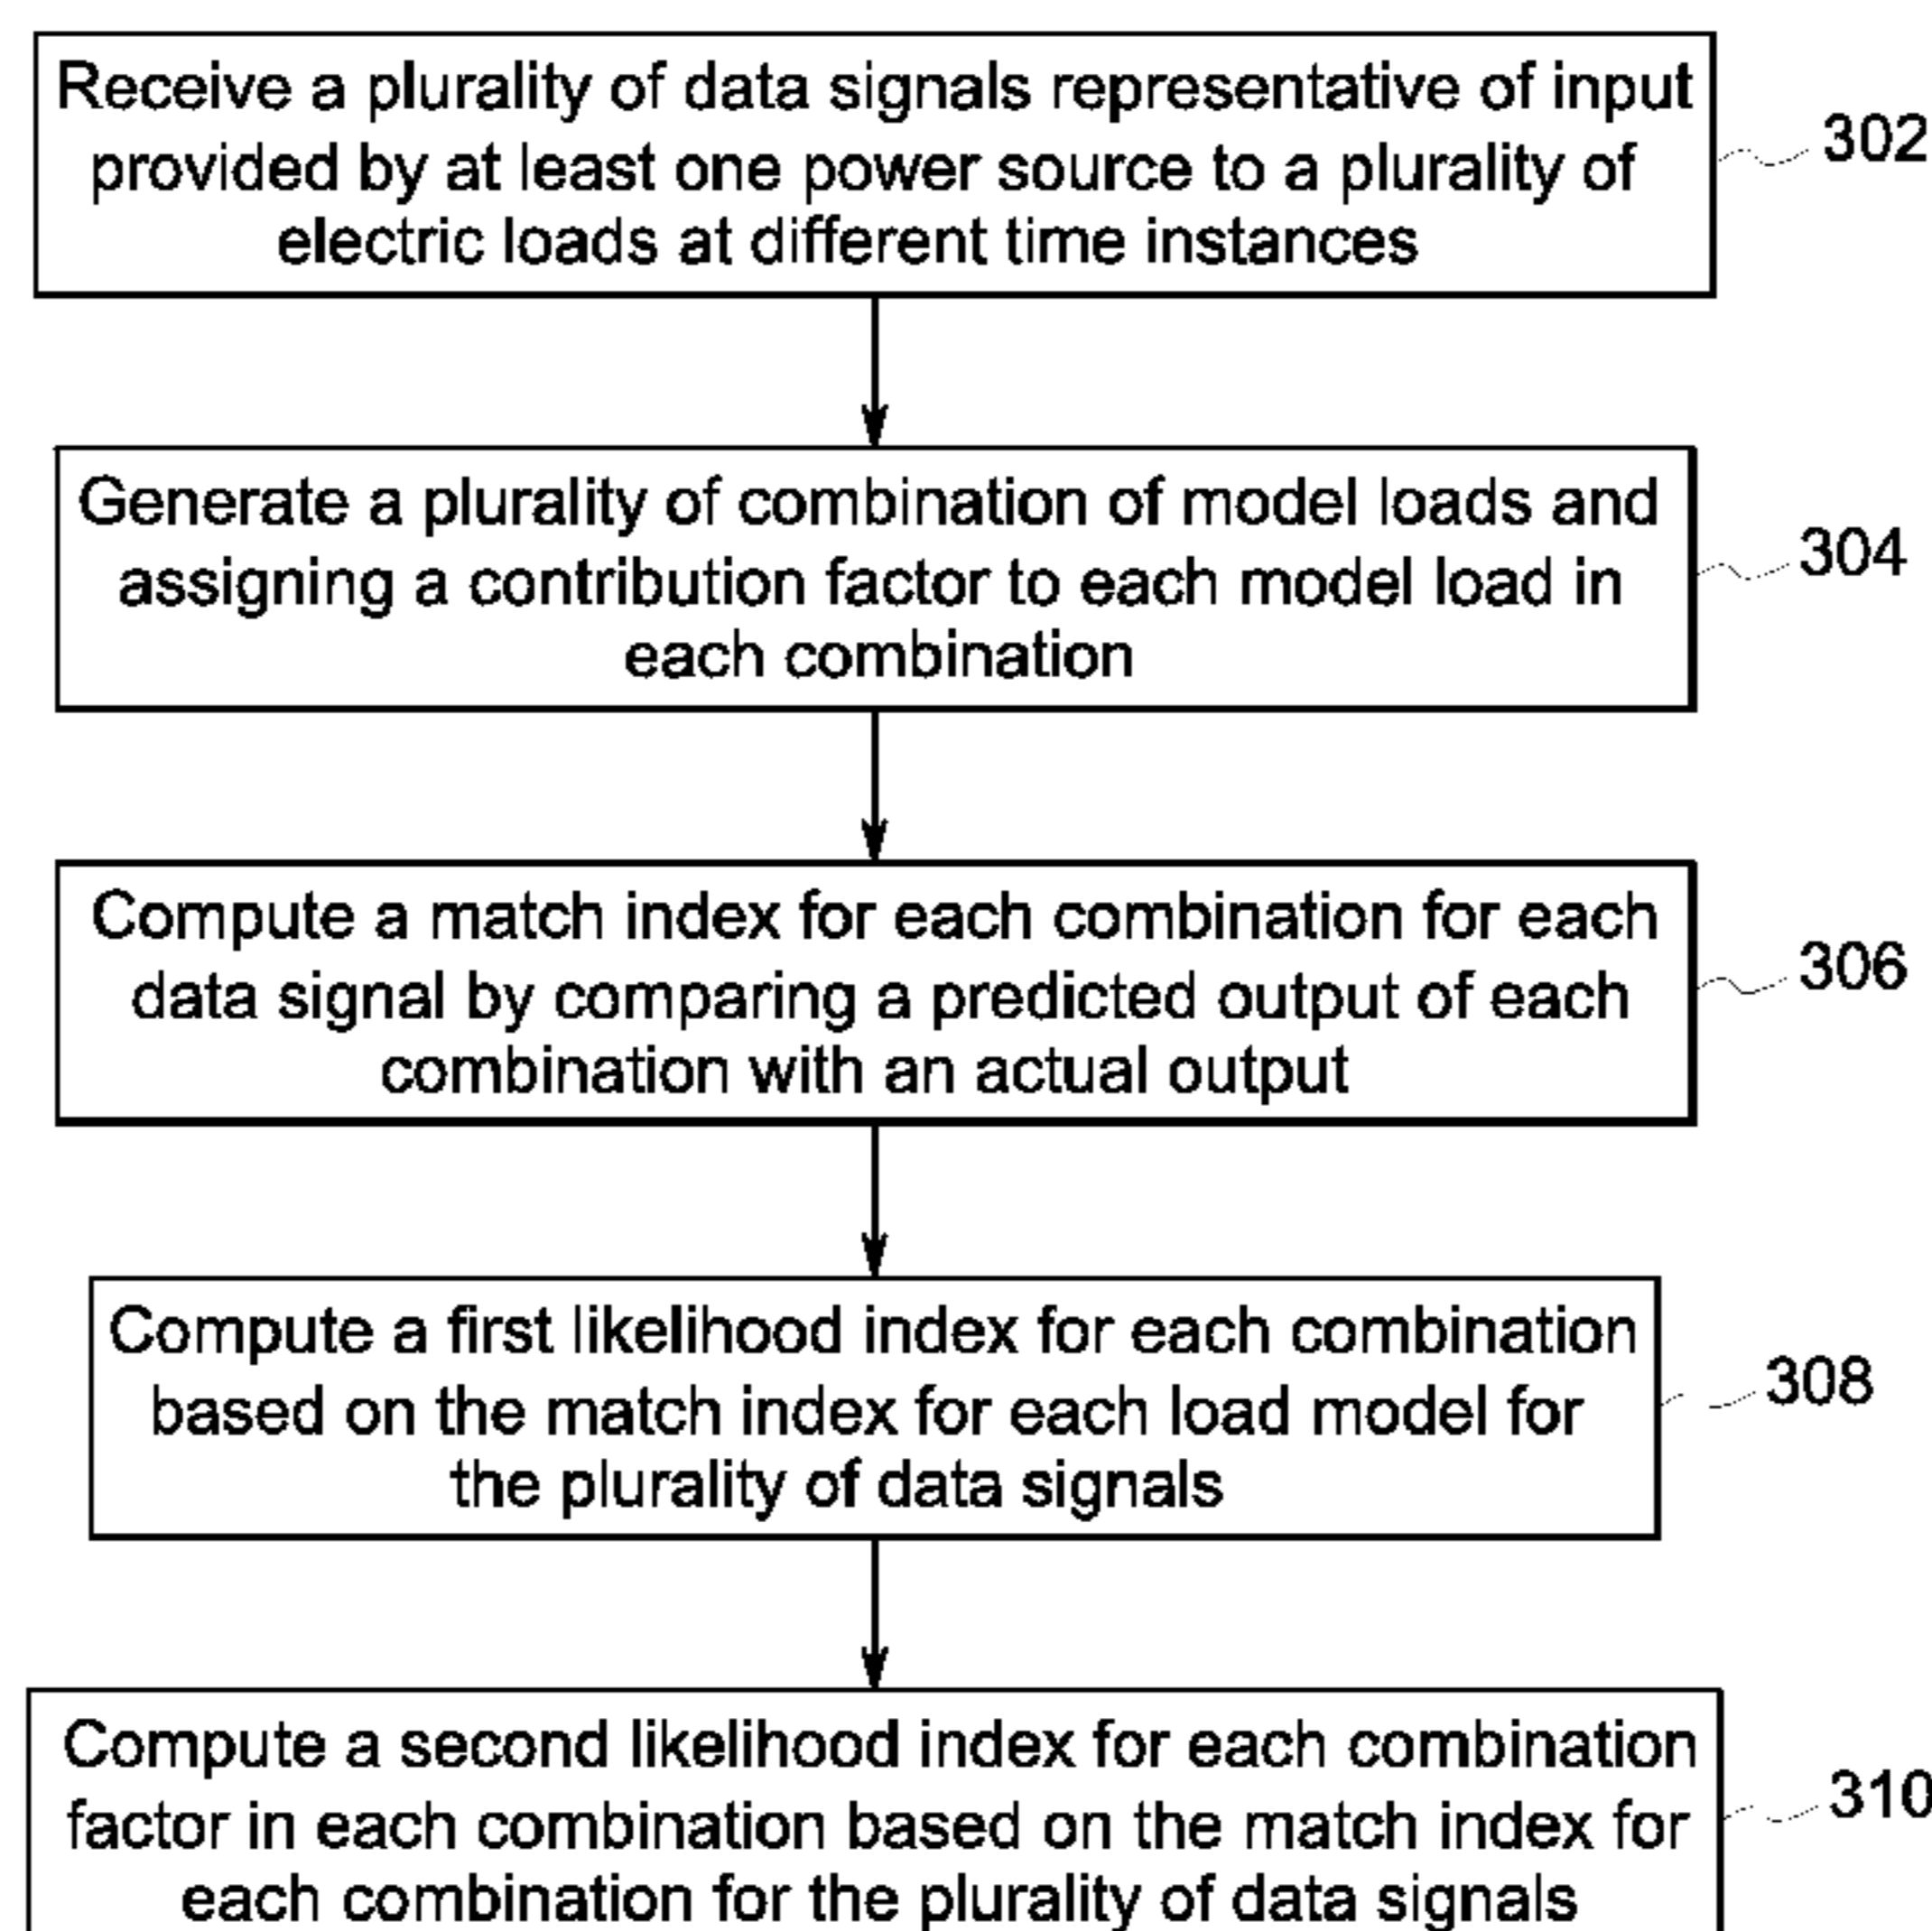 Receive a plurality of data signals representative of input
provided by at least one power source to a plurality of
electric loads at different time instances
302
Generate a plurality of combination of model loads and
assigning a contribution factor to each model load in
each combination
304
Compute a match index for each combination for each
data signal by comparing a predicted output of each
combination with an actual output
306
Compute a first likelihood index for each combination
based on the match index for each load model for
the plurality of data signals
308
Compute a second likelihood index for each combination
factor in each combination based on the match index for
each combination for the plurality of data signals
310